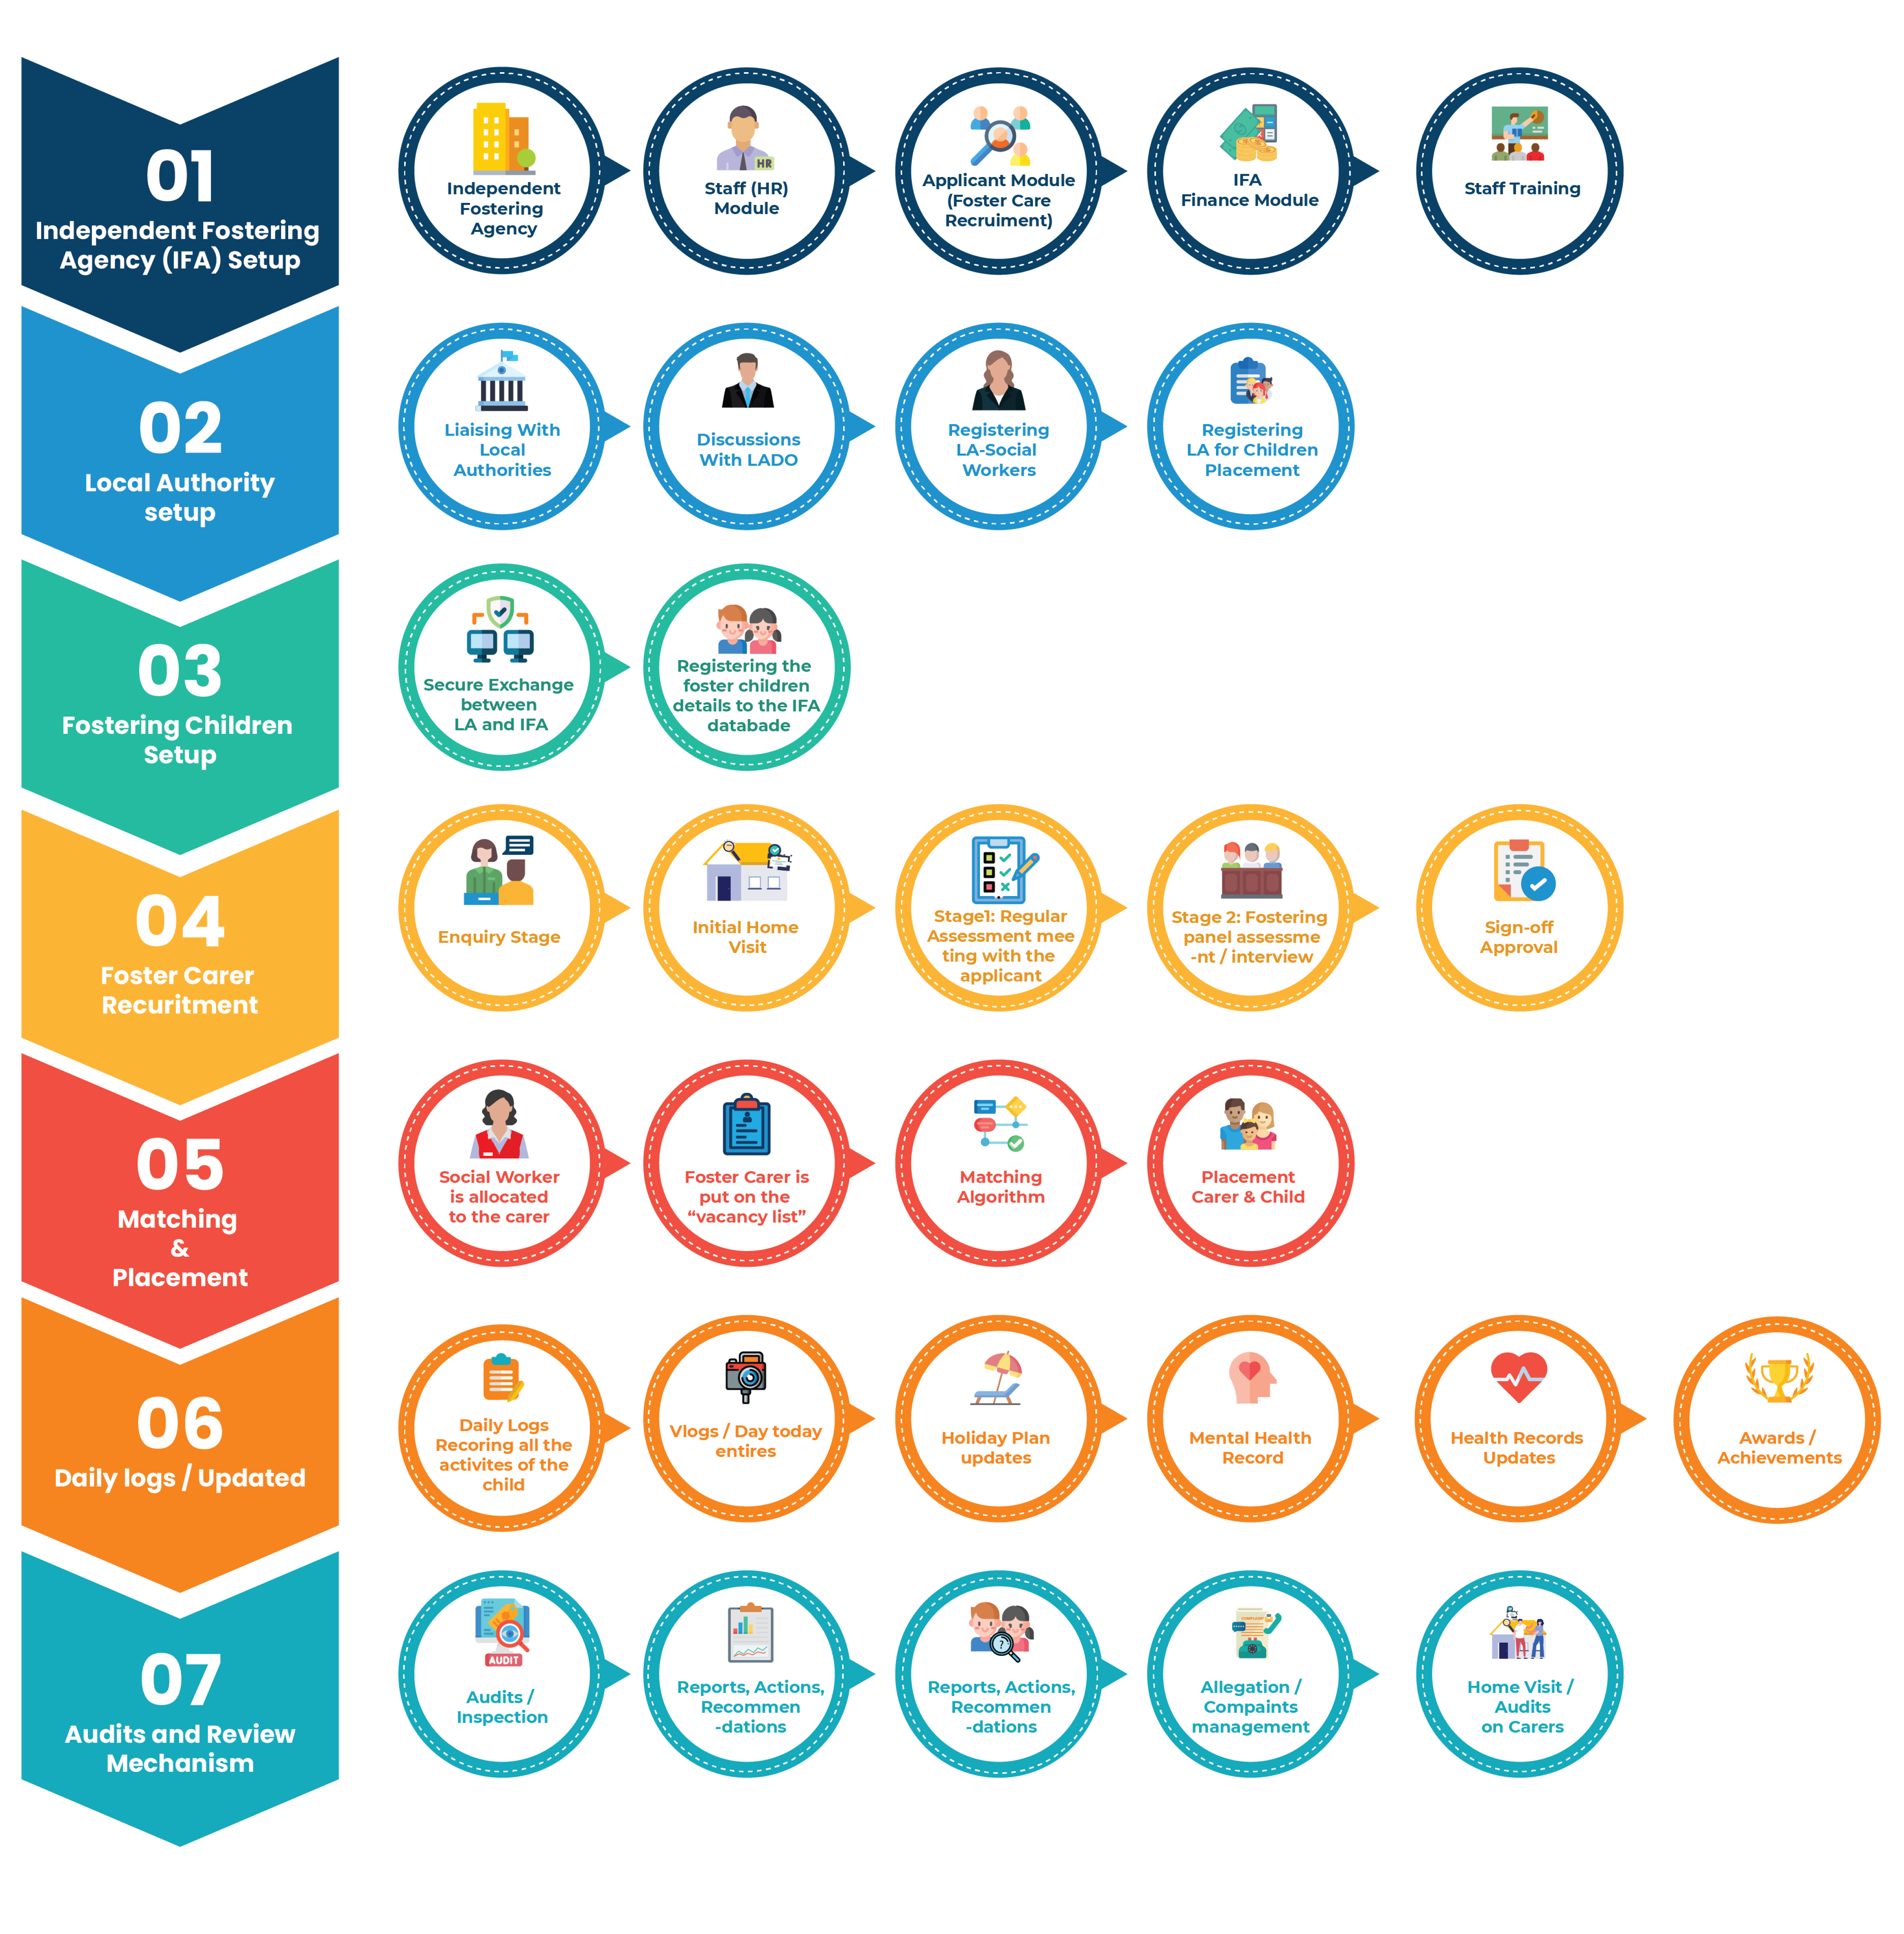 01
Independent Fostering
Agency (IFA) Setup
Independent
Fostering
Agency
HR
Staff (HR)
Module
Applicant Module
(Foster Care
Recruiment)
IFA
Finance Module
Staff Training
02
Local Authority
setup
Liaising With
Local
Authorities
Discussions
With LADO
Registering
LA-Social
Workers
Registering
LA for Children
Placement
03
Fostering Children
Setup
Secure Exchange
between
LA and IFA
Registering the
foster children
details to the IFA
databade
04
Foster Carer
Recuritment
Enquiry Stage
Initial Home
Visit
Stage1: Regular
Assessment mee
ting with the
applicant
Stage 2: Fostering
panel assessme
-nt / interview
Sign-off
Approval
05
Matching
&
Placement
Social Worker
is allocated
to the carer
Foster Carer is
put on the
“vacancy list”
Matching
Algorithm
Placement
Carer & Child
06
Daily logs / Updated
Daily Logs
Recoring all the
activites of the
child
Vlogs / Day today
entires
Holiday Plan
updates
Mental Health
Record
Health Records
Updates
Awards /
Achievements
07
Audits and Review
Mechanism
AUDIT
Audits /
Inspection
Reports, Actions,
Recommen
-dations
?
Reports, Actions,
Recommen
-dations
Allegation /
Compaints
management
Home Visit /
Audits
on Carers